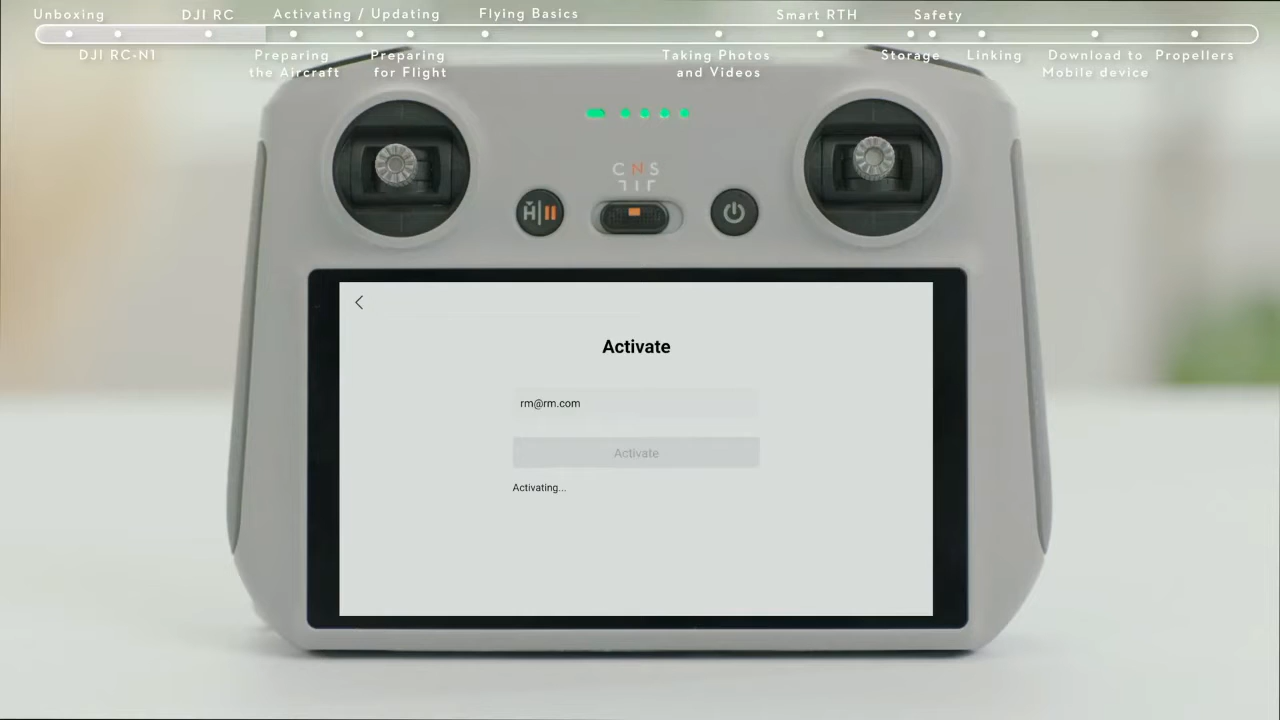 Unboxing
DJI RC
Activating / Updating
Flying Basics
Smart RTH
Safety
DJI RC-N1
Preparing
the Aircraft
Preparing
for Flight
Taking Photos
and Videos
Storage
Linking
Download to
Mobile device
Propellers
C N S
H
Activate
rm@rm.com
Activate
Activating...